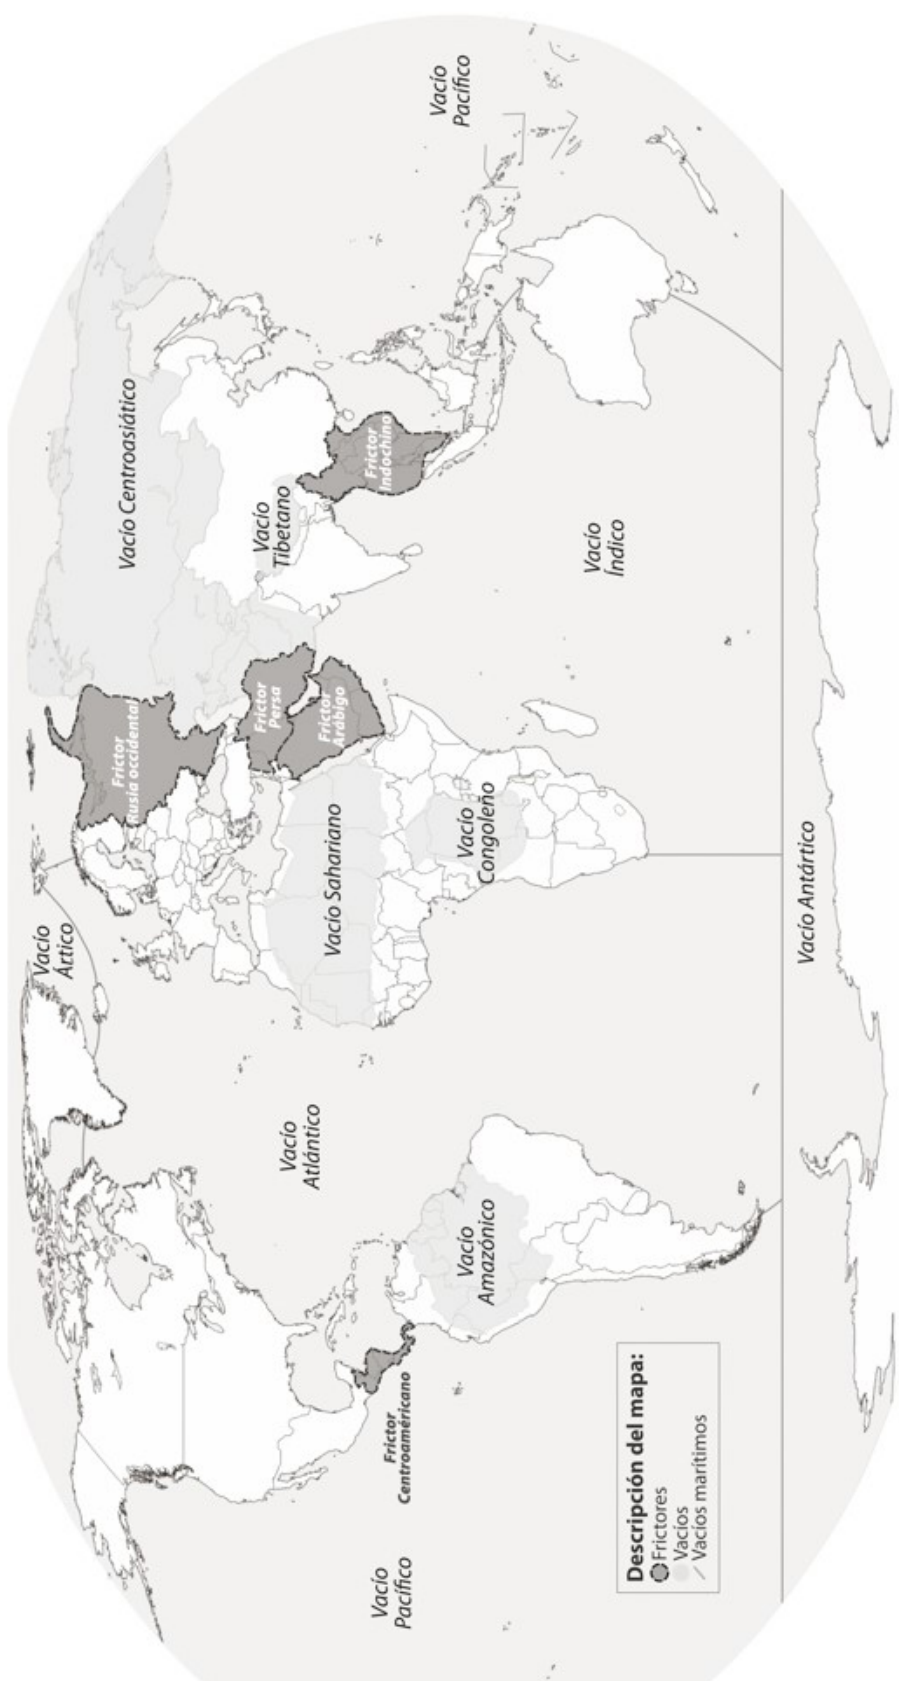 Vacío
Ártico
Vacío Centroasiático
Vacío
Pacífico
Frictor
Rusia occidental
Frictor
Persa
Frictor
Arábigo
Vacío
Tibetano
Frictor
Indochino
Vacío Sahariano
Vacío
Congoleño
Vacío
Índico
Vacío
Atlántico
Vacío
Amazónico
Frictor
Centroaméricano
Vacío
Pacífico
Vacío Antártico
Descripción del mapa:
Frictores
Vacíos
Vacíos marítimos